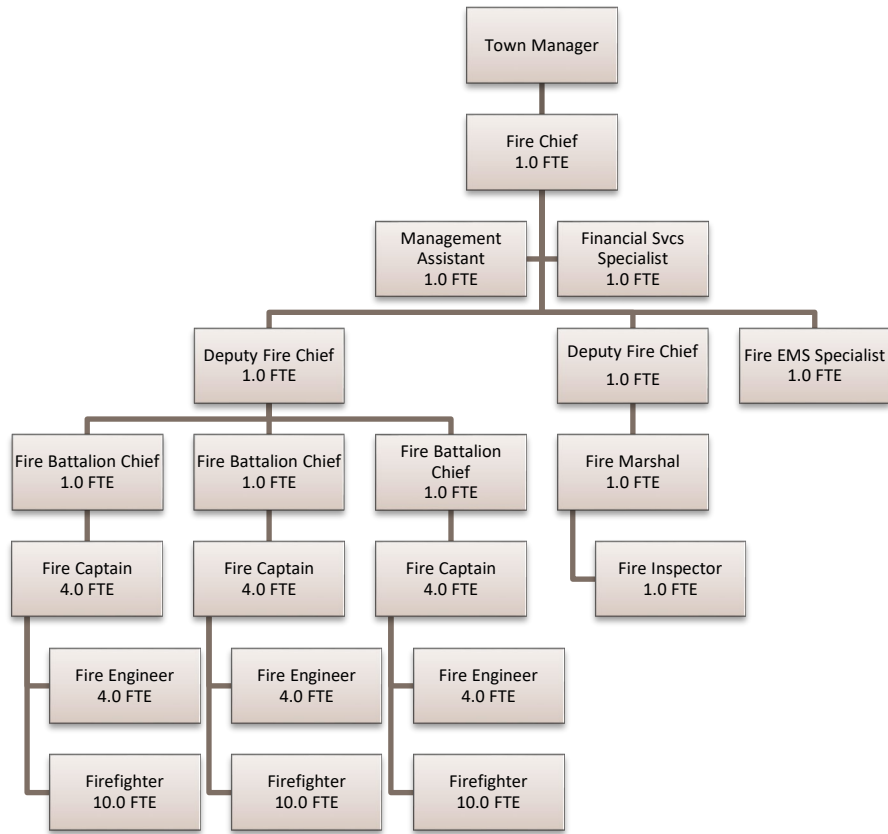 Town Manager
Fire Chief
1.0 FTE
Management
Assistant
1.0 FTE
Financial Svcs
Specialist
1.0 FTE
Deputy Fire Chief
1.0 FTE
Deputy Fire Chief
1.0 FTE
Fire EMS Specialist
1.0 FTE
Fire Battalion Chief
1.0 FTE
Fire Battalion Chief
1.0 FTE
Fire Battalion
Chief
1.0 FTE
Fire Marshal
1.0 FTE
Fire Captain
4.0 FTE
Fire Captain
4.0 FTE
Fire Captain
4.0 FTE
Fire Inspector
1.0 FTE
Fire Engineer
4.0 FTE
Fire Engineer
4.0 FTE
Fire Engineer
4.0 FTE
Firefighter
10.0 FTE
Firefighter
10.0 FTE
Firefighter
10.0 FTE